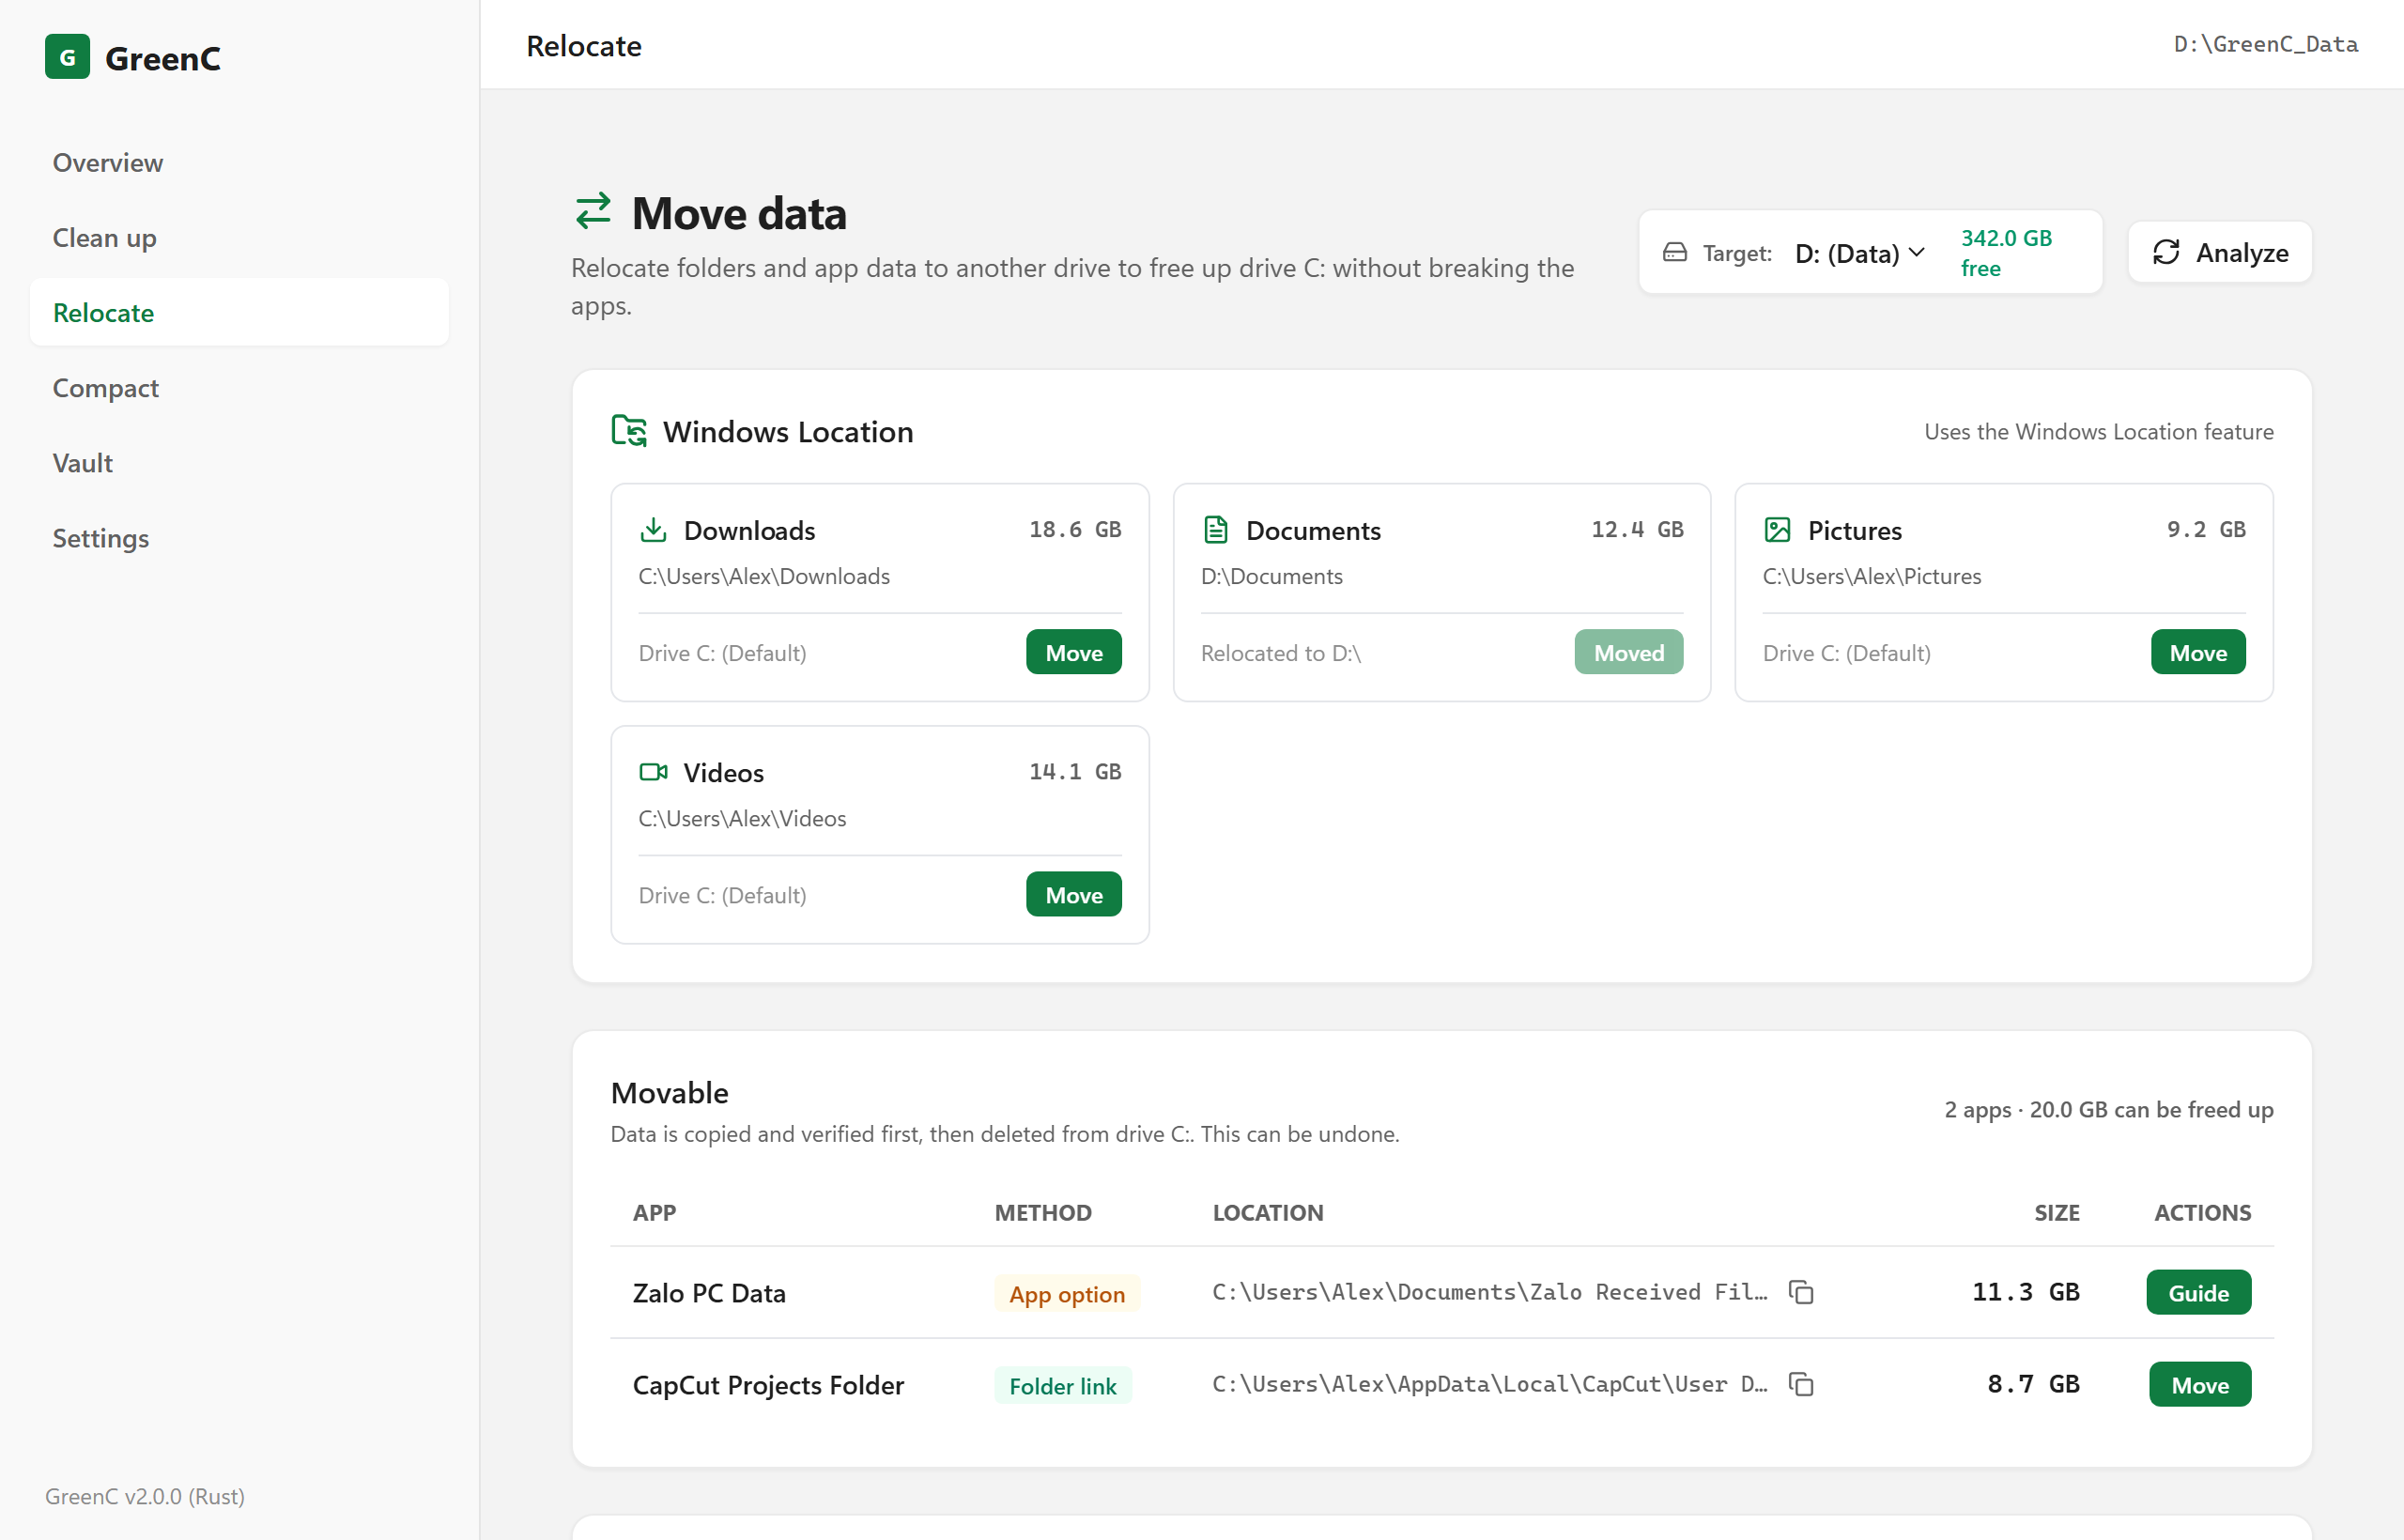 G GreenC
Overview
Clean up
Relocate
Compact
Vault
Settings
GreenC v2.0.0 (Rust)
Relocate
D:\GreenC_Data
Move data
Relocate folders and app data to another drive to free up drive C: without breaking the
apps.
Target: D: (Data)
342.0 GB
free
Analyze
Windows Location
Uses the Windows Location feature
Downloads 18.6 GB
C:\Users\Alex\Downloads
Drive C: (Default) Move
Documents 12.4 GB
D:\Documents
Relocated to D:\ Moved
Pictures 9.2 GB
C:\Users\Alex\Pictures
Drive C: (Default) Move
Videos 14.1 GB
C:\Users\Alex\Videos
Drive C: (Default) Move
Movable
Data is copied and verified first, then deleted from drive C:. This can be undone.
2 apps · 20.0 GB can be freed up
APP METHOD LOCATION SIZE ACTIONS
Zalo PC Data App option C:\Users\Alex\Documents\Zalo Received Fil… 11.3 GB Guide
CapCut Projects Folder Folder link C:\Users\Alex\AppData\Local\CapCut\User D… 8.7 GB Move